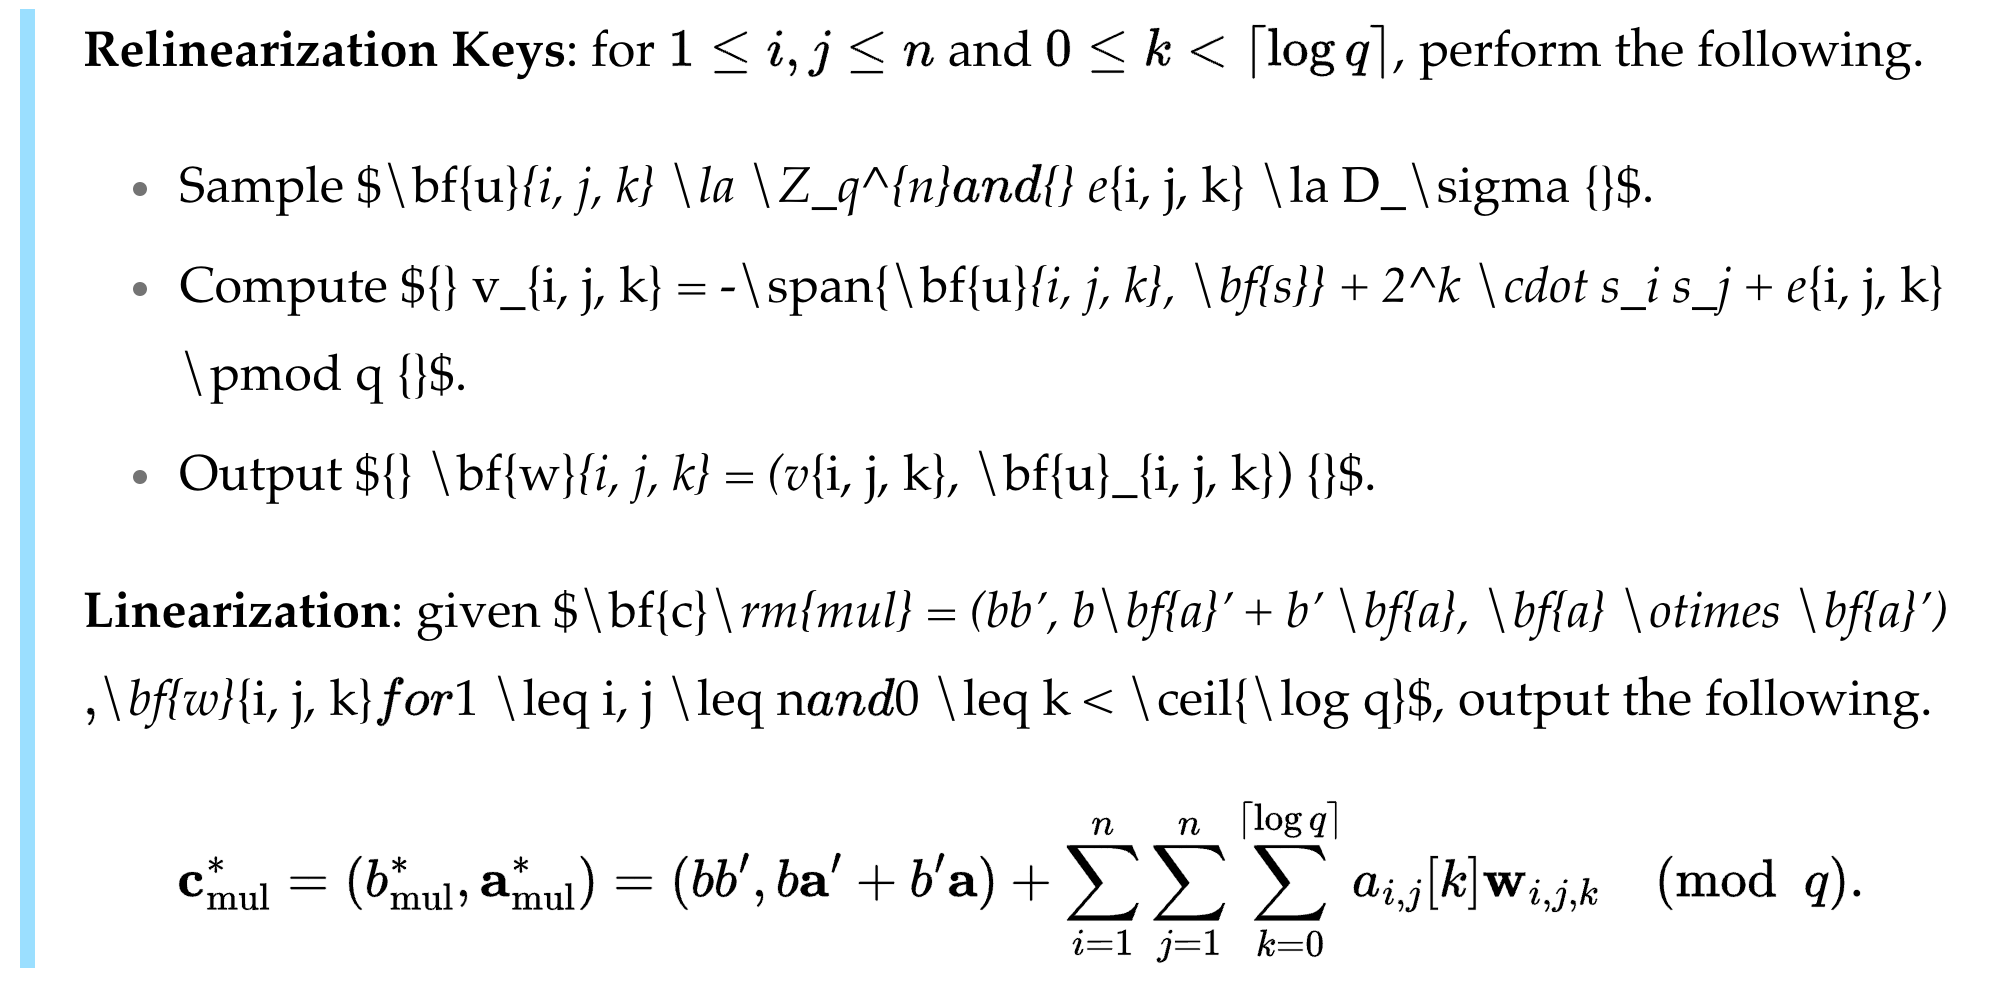 Relinearization Keys: for 1 ≤ i, j ≤ n and 0 ≤ k < ⌈log q⌉, perform the following.
• Sample $\bf{u}{i, j, k} \la \Z_q^{n}and{} e{i, j, k} \la D_\sigma {}$.
• Compute ${} v_{i, j, k} = -\span{\bf{u}{i, j, k}, \bf{s}} + 2^k \cdot s_i s_j + e{i, j, k}
\pmod q {}$.
• Output ${} \bf{w}{i, j, k} = (v{i, j, k}, \bf{u}_{i, j, k}) {}$.
Linearization: given $\bf{c}\rm{mul} = (bb’, b\bf{a}’ + b’ \bf{a}, \bf{a} \otimes \bf{a}’)
,\bf{w}{i, j, k}for1 \leq i, j \leq nand0 \leq k < \ceil{\log q}$, output the following.
𝐜*_mul = (b*_mul, 𝐚*_mul) = (bb′, b𝐚′ + b′𝐚) + ∑_{i=1}^{n} ∑_{j=1}^{n} ∑_{k=0}^{⌈log q⌉} a_{i,j}[k]𝐰_{i,j,k} (mod q).